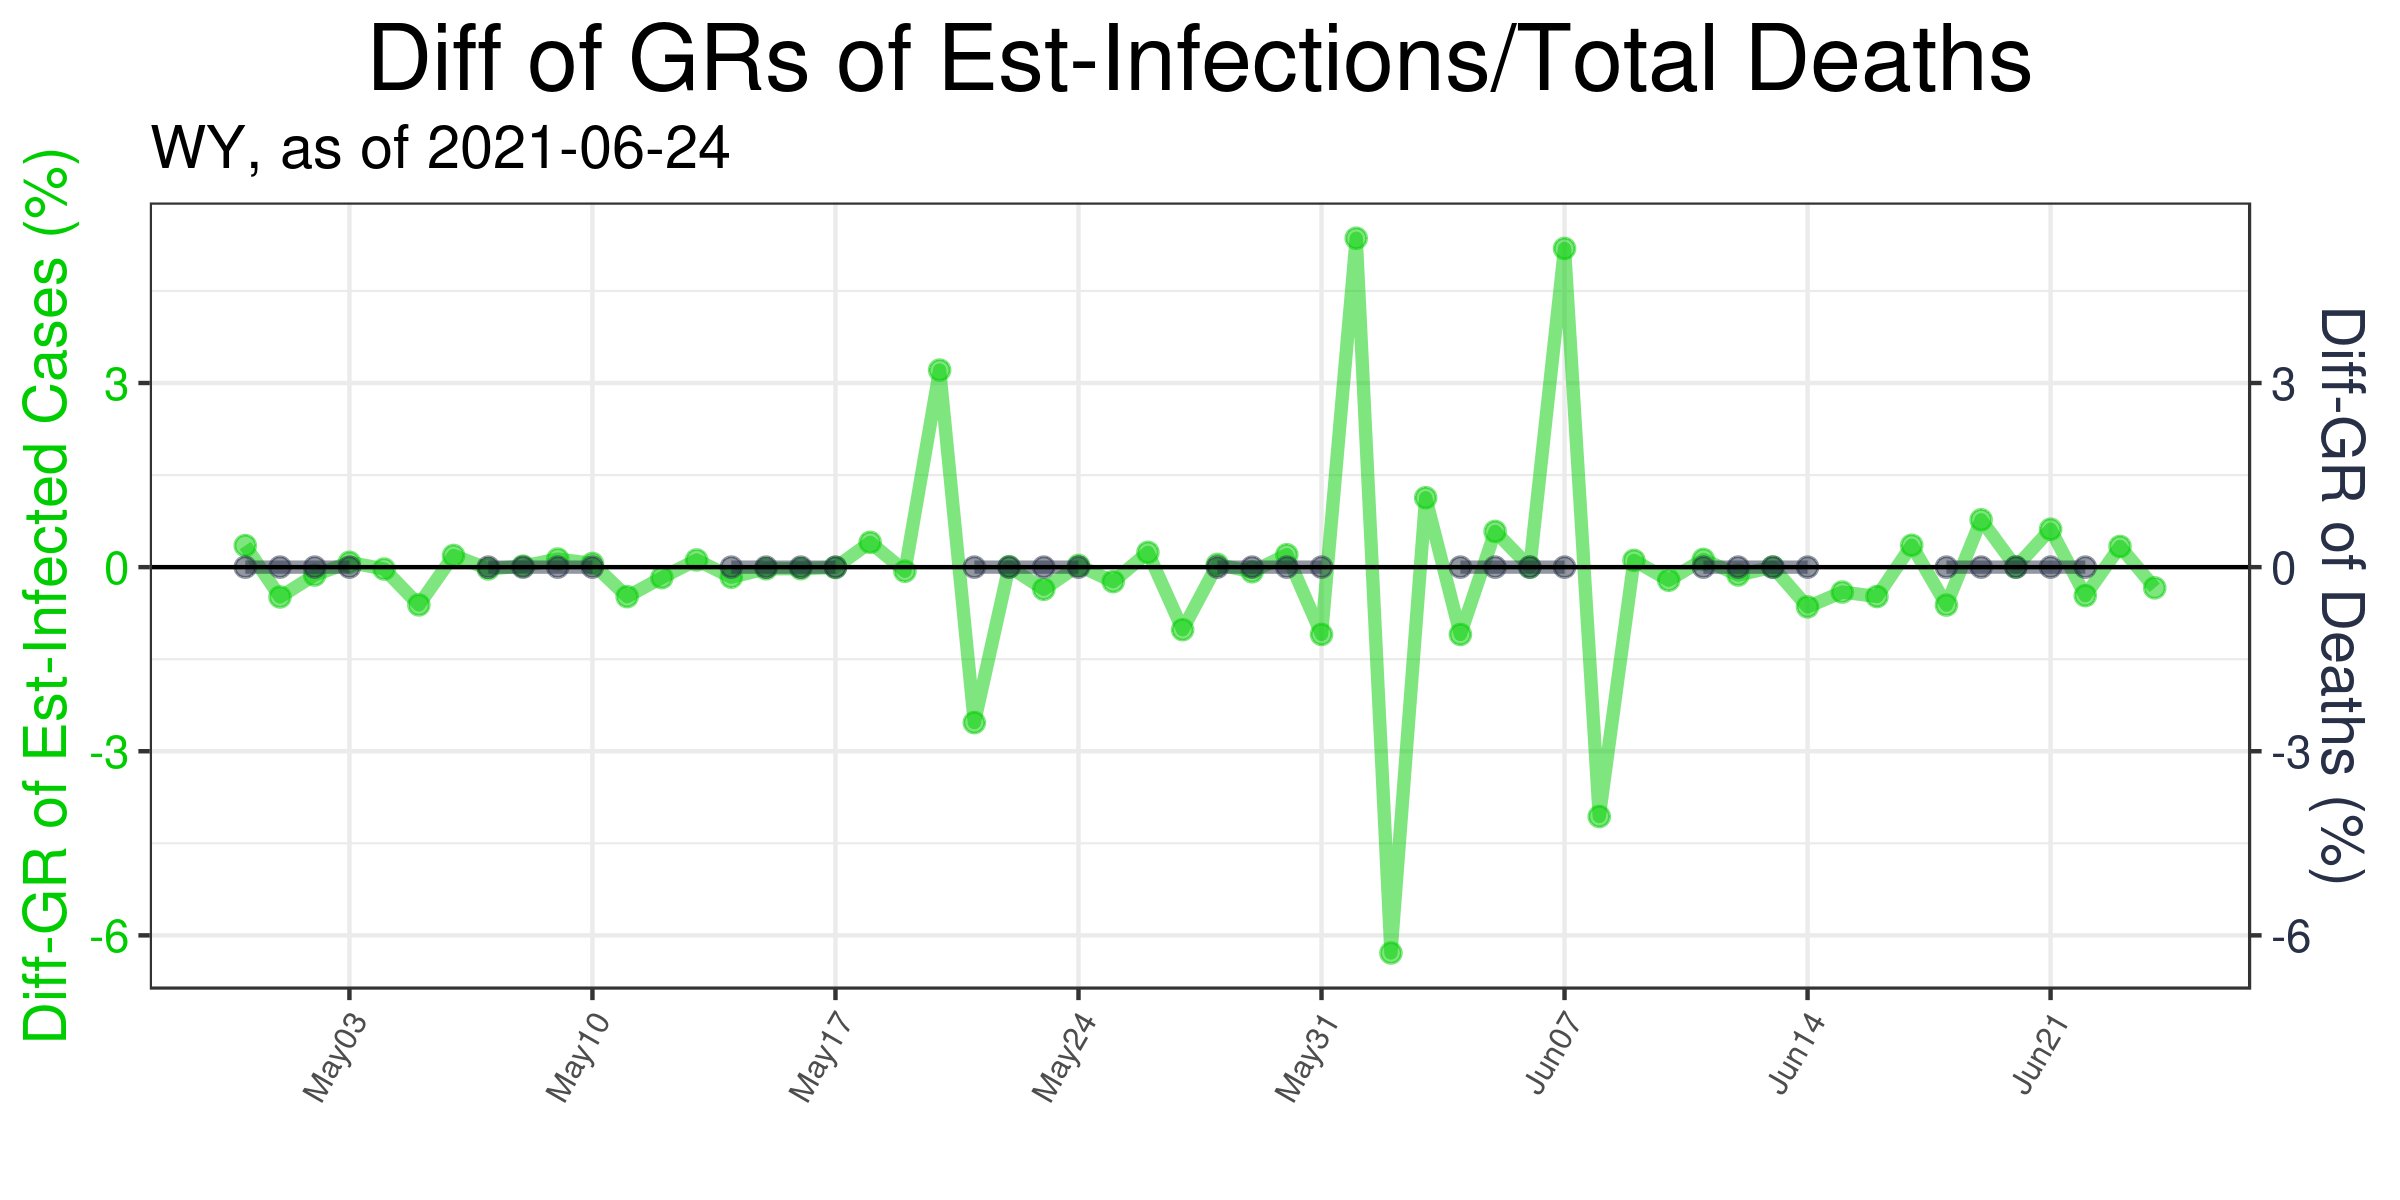 Diff of GRs of Est-Infections/Total Deaths
WY, as of 2021-06-24
Diff-GR of Est-Infected Cases (%)
3
0
-3
-6
3
0
-3
-6
Diff-GR of Deaths (%)
May03
May10
May17
May24
May31
Jun07
Jun14
Jun21